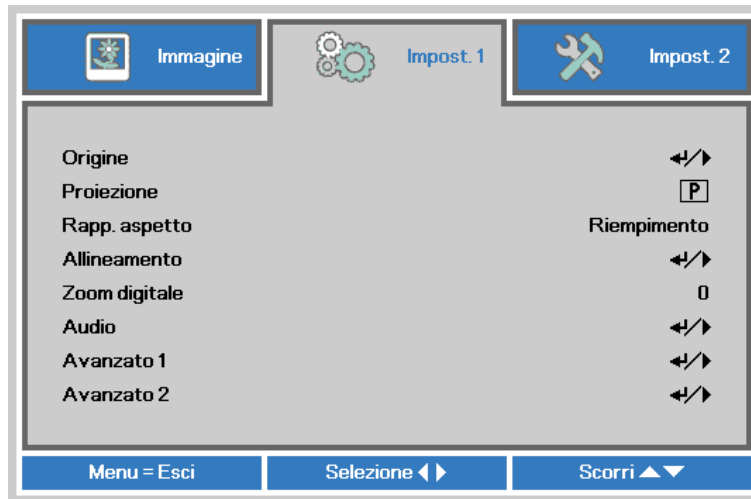 Immagine
Impost. 1
Impost. 2
Origine ↵/▶
Proiezione P
Rapp. aspetto Riempimento
Allineamento ↵/▶
Zoom digitale 0
Audio ↵/▶
Avanzato 1 ↵/▶
Avanzato 2 ↵/▶
Menu = Esci
Selezione ◀▶
Scorri ▲▼